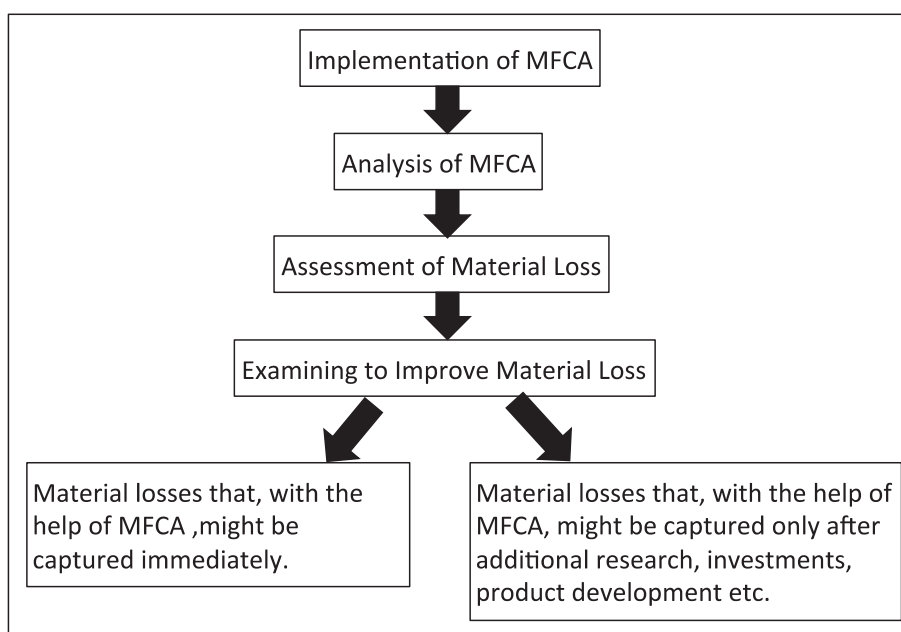 Implementation of MFCA
Analysis of MFCA
Assessment of Material Loss
Examining to Improve Material Loss
Material losses that, with the
help of MFCA ,might be
captured immediately.
Material losses that, with the help of
MFCA, might be captured only after
additional research, investments,
product development etc.